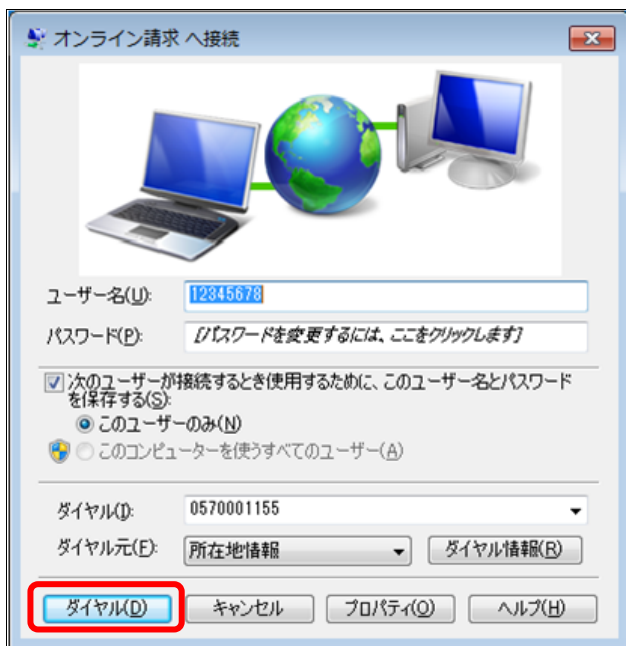 オンライン請求 へ接続
ユーザー名(U):
12345678
パスワード(P):
[パスワードを変更するには、ここをクリックします]
次のユーザーが接続するとき使用するために、このユーザー名とパスワード
を保存する(S):
このユーザーのみ(N)
このコンピューターを使うすべてのユーザー(A)
ダイヤル(I):
0570001155
ダイヤル元(F):
所在地情報
ダイヤル情報(R)
ダイヤル(D)
キャンセル
プロパティ(O)
ヘルプ(H)